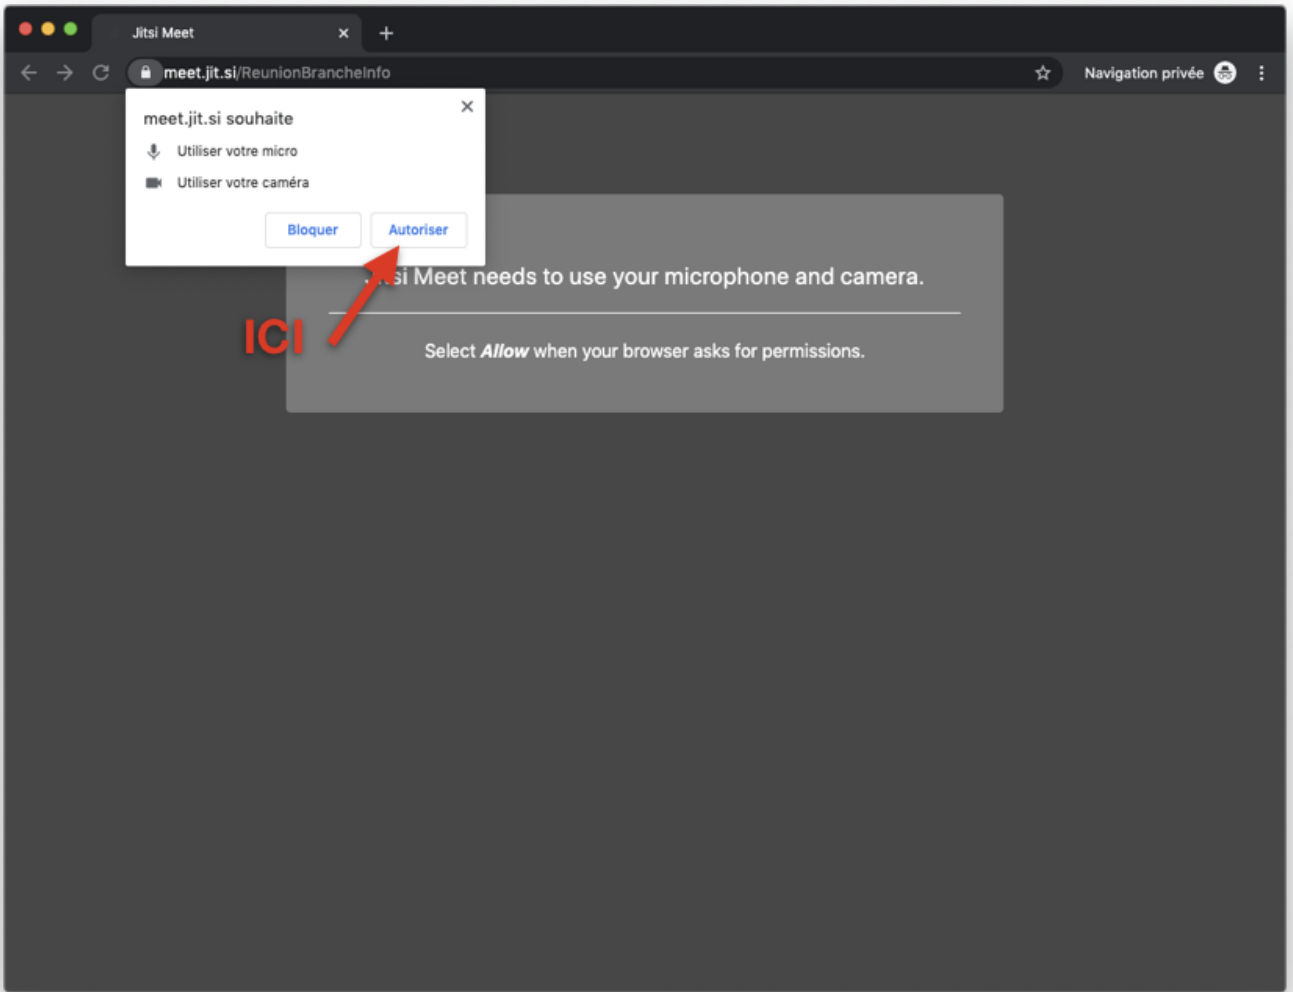 Jitsi Meet
meet.jit.si/ReunionBrancheInfo
Navigation privée
meet.jit.si souhaite
Utiliser votre micro
Utiliser votre caméra
Bloquer
Autoriser
Jitsi Meet needs to use your microphone and camera.
ICI
Select Allow when your browser asks for permissions.